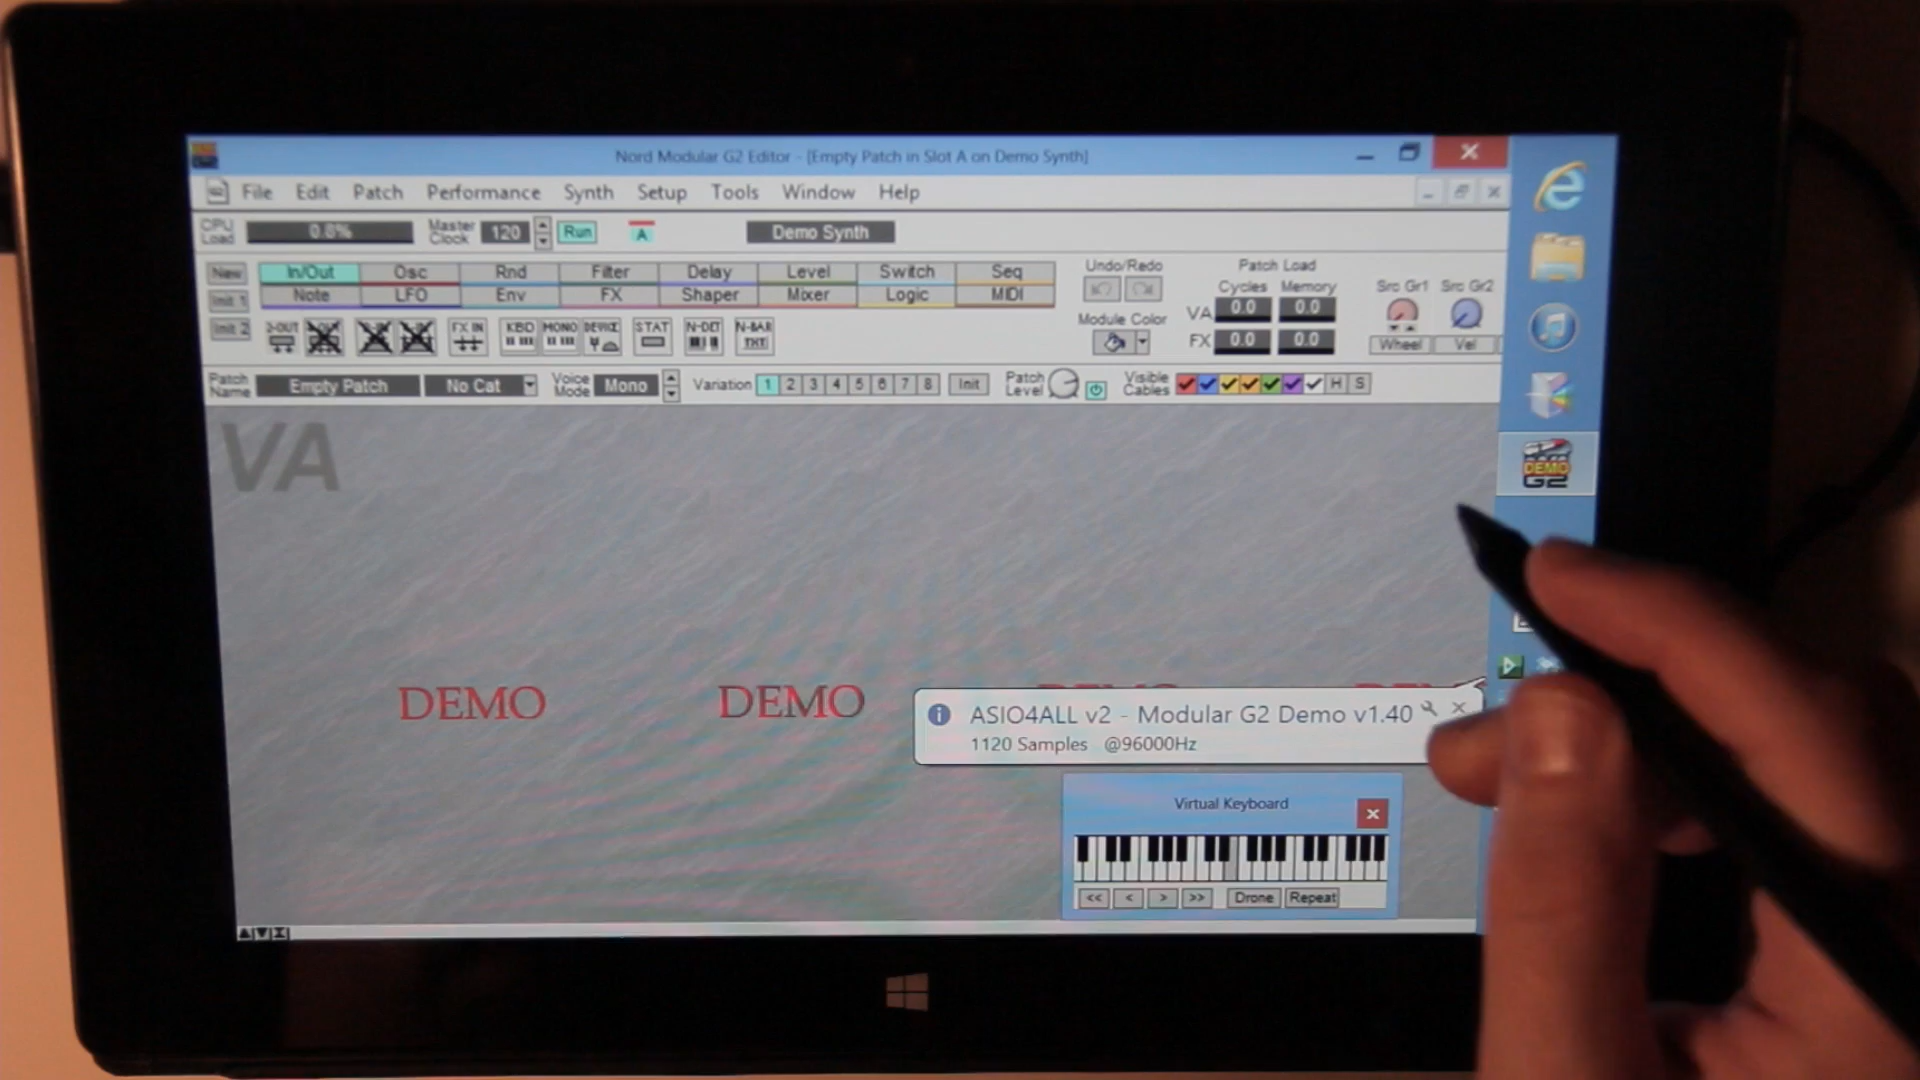 Nord Modular G2 Editor - [Empty Patch in Slot A on Demo Synth]
File Edit Patch Performance Synth Setup Tools Window Help
CPU Load 0.8% Master Clock 120 Run A Demo Synth
New In/Out Osc Rnd Filter Delay Level Switch Seq
Init 1 Note LFO Env FX Shaper Mixer Logic MIDI
Init 2 2-OUT FX IN KBD MONO DEVICE STAT N-DET N-BAR TXT
Undo/Redo Patch Load
Cycles Memory Src Gr1 Src Gr2
VA 0.0 0.0
Module Color
FX 0.0 0.0 Wheel Vel
Patch Name Empty Patch No Cat Voice Mode Mono Variation 1 2 3 4 5 6 7 8 Init Patch Level Visible Cables H S
VA
DEMO G2
DEMO DEMO
ASIO4ALL v2 - Modular G2 Demo v1.40
1120 Samples @96000Hz
Virtual Keyboard
<< < > >> Drone Repeat